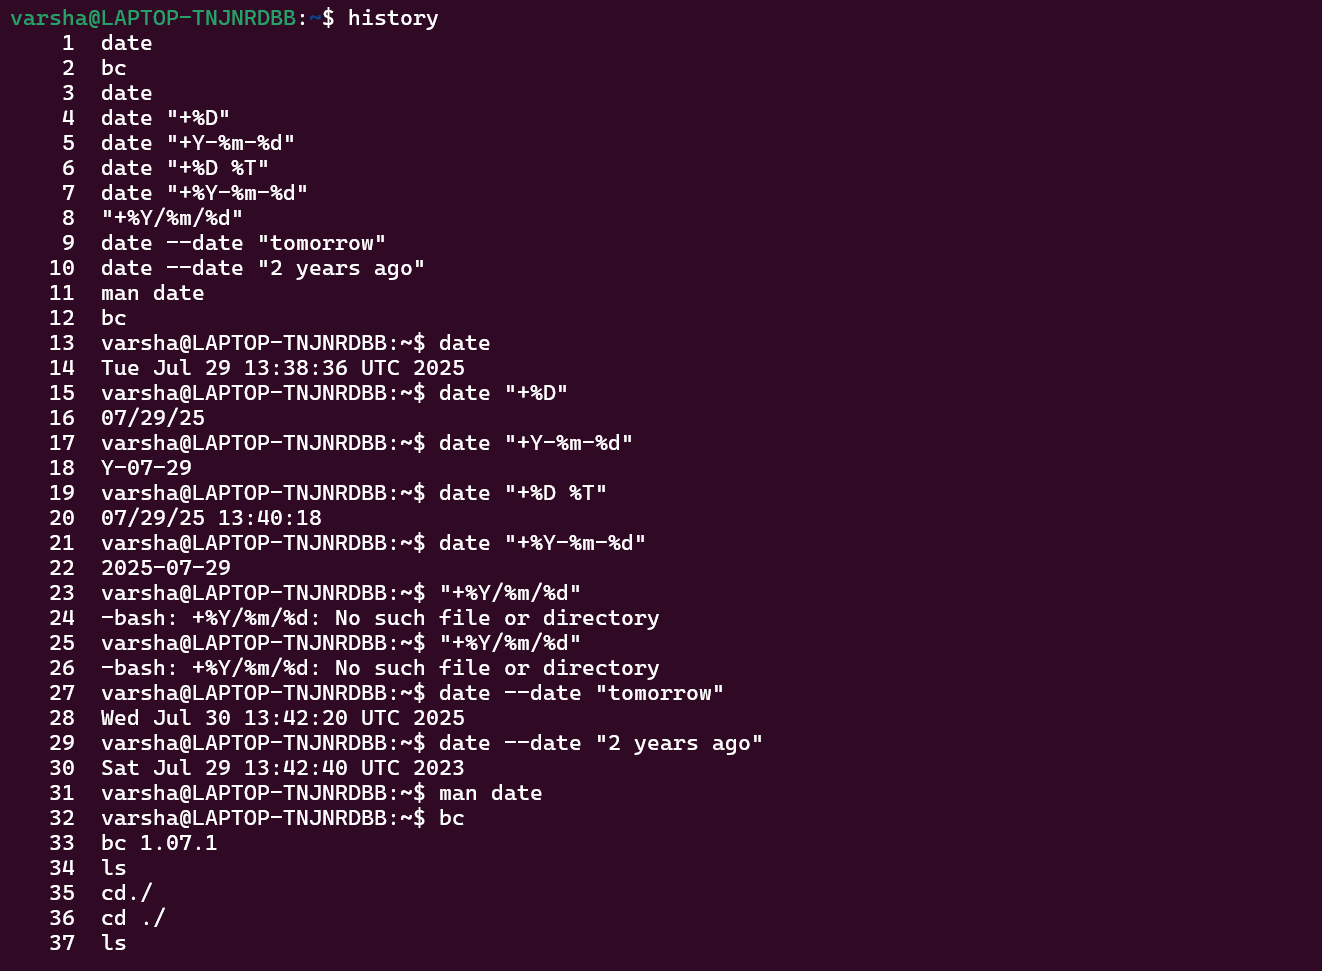 varsha@LAPTOP-TNJNRDBB:~$ history
1 date
2 bc
3 date
4 date "+%D"
5 date "+Y-%m-%d"
6 date "+%D %T"
7 date "+%Y-%m-%d"
8 "+%Y/%m/%d"
9 date --date "tomorrow"
10 date --date "2 years ago"
11 man date
12 bc
13 varsha@LAPTOP-TNJNRDBB:~$ date
14 Tue Jul 29 13:38:36 UTC 2025
15 varsha@LAPTOP-TNJNRDBB:~$ date "+%D"
16 07/29/25
17 varsha@LAPTOP-TNJNRDBB:~$ date "+Y-%m-%d"
18 Y-07-29
19 varsha@LAPTOP-TNJNRDBB:~$ date "+%D %T"
20 07/29/25 13:40:18
21 varsha@LAPTOP-TNJNRDBB:~$ date "+%Y-%m-%d"
22 2025-07-29
23 varsha@LAPTOP-TNJNRDBB:~$ "+%Y/%m/%d"
24 -bash: +%Y/%m/%d: No such file or directory
25 varsha@LAPTOP-TNJNRDBB:~$ "+%Y/%m/%d"
26 -bash: +%Y/%m/%d: No such file or directory
27 varsha@LAPTOP-TNJNRDBB:~$ date --date "tomorrow"
28 Wed Jul 30 13:42:20 UTC 2025
29 varsha@LAPTOP-TNJNRDBB:~$ date --date "2 years ago"
30 Sat Jul 29 13:42:40 UTC 2023
31 varsha@LAPTOP-TNJNRDBB:~$ man date
32 varsha@LAPTOP-TNJNRDBB:~$ bc
33 bc 1.07.1
34 ls
35 cd./
36 cd ./
37 ls